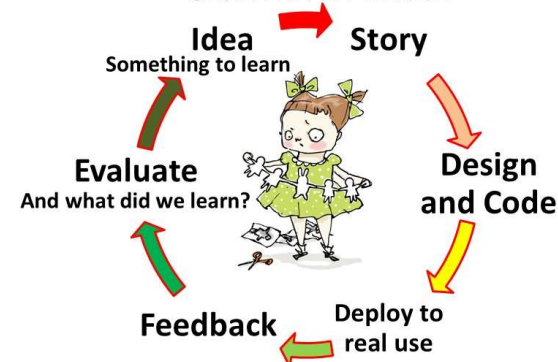 Idea
Something to learn
Story
Design
and Code
Deploy to
real use
Feedback
Evaluate
And what did we learn?